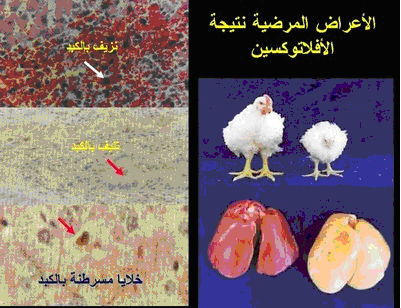 الأعراض المرضية نتيجة
الأفلاتوكسين
نزيف بالكبد
تليف بالكبد
خلايا مسرطنة بالكبد